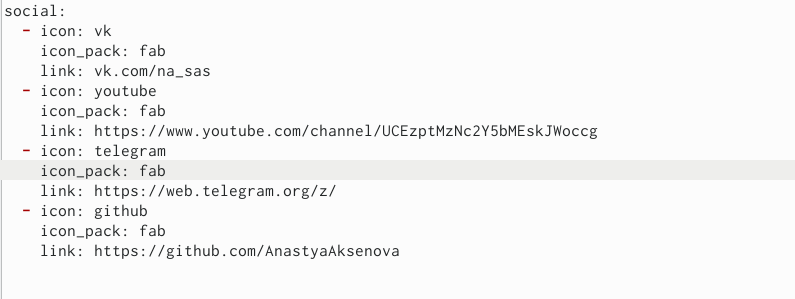 social:
  - icon: vk
    icon_pack: fab
    link: vk.com/na_sas
  - icon: youtube
    icon_pack: fab
    link: https://www.youtube.com/channel/UCEzptMzNc2Y5bMEskJWoccg
  - icon: telegram
    icon_pack: fab
    link: https://web.telegram.org/z/
  - icon: github
    icon_pack: fab
    link: https://github.com/AnastyaAksenova